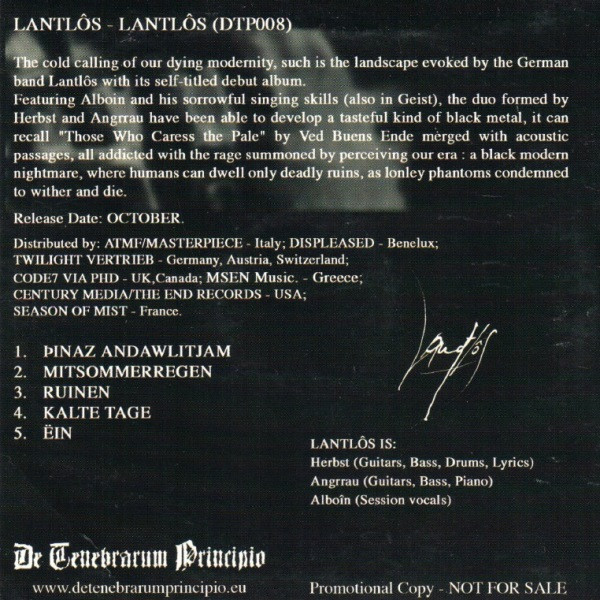 LANTLÔS - LANTLÔS (DTP008)
The cold calling of our dying modernity, such is the landscape evoked by the German
band Lantlôs with its self-titled debut album.
Featuring Alboin and his sorrowful singing skills (also in Geist), the duo formed by
Herbst and Angrrau have been able to develop a tasteful kind of black metal, it can
recall "Those Who Caress the Pale" by Ved Buens Ende merged with acoustic
passages, all addicted with the rage summoned by perceiving our era : a black modern
nightmare, where humans can dwell only deadly ruins, as lonley phantoms condemned
to wither and die.
Release Date: OCTOBER.
Distributed by: ATMF/MASTERPIECE - Italy; DISPLEASED - Benelux;
TWILIGHT VERTRIEB - Germany, Austria, Switzerland;
CODE7 VIA PHD - UK,Canada; MSEN Music. - Greece;
CENTURY MEDIA/THE END RECORDS - USA;
SEASON OF MIST - France.
1. ÞINAZ ANDAWLITJAM
2. MITSOMMERREGEN
3. RUINEN
4. KALTE TAGE
5. ËIN
Lantlôs
LANTLÔS IS:
Herbst (Guitars, Bass, Drums, Lyrics)
Angrrau (Guitars, Bass, Piano)
Alboîn (Session vocals)
De Tenebrarum Principio
www.detenebrarumprincipio.eu
Promotional Copy - NOT FOR SALE